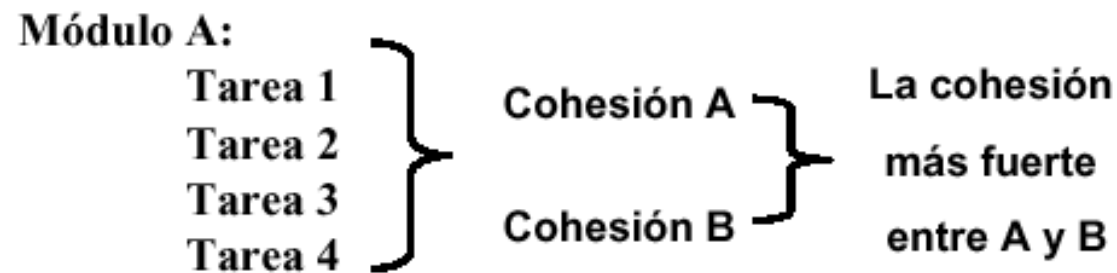 Módulo A:
Tarea 1
Tarea 2
Tarea 3
Tarea 4
Cohesión A
Cohesión B
La cohesión
más fuerte
entre A y B